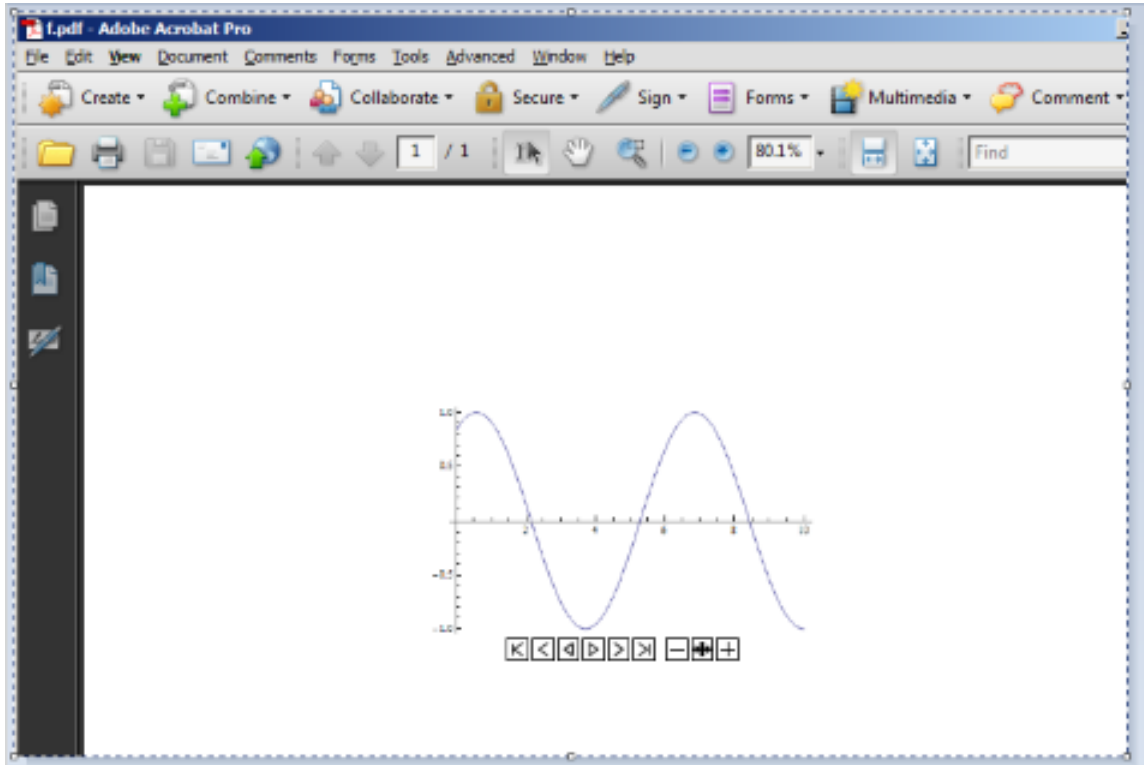 f.pdf - Adobe Acrobat Pro
File Edit View Document Comments Forms Tools Advanced Window Help
Create Combine Collaborate Secure Sign Forms Multimedia Comment
1 / 1 80.1% Find
1.0
0.5
2 4 6 8 10
-0.5
-1.0